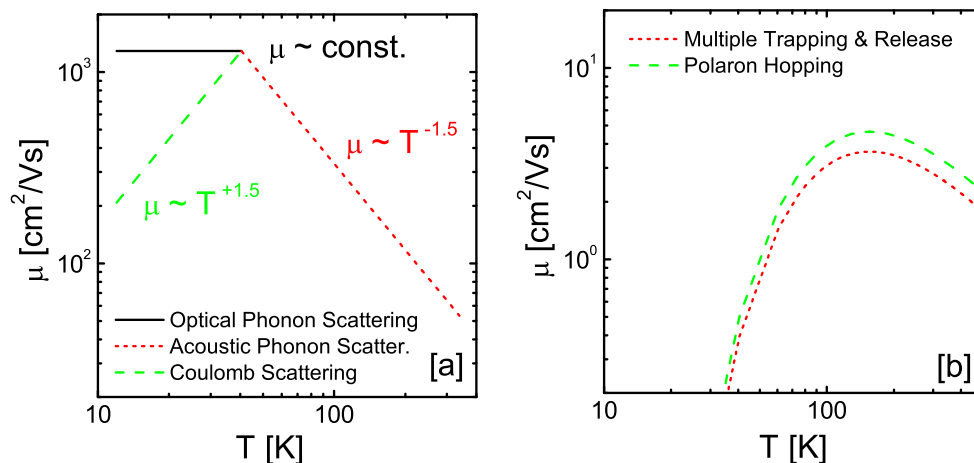 μ [cm²/Vs]
10³
10²
μ ~ const.
μ ~ T^-1.5
μ ~ T^+1.5
Optical Phonon Scattering
Acoustic Phonon Scatter.
Coulomb Scattering
[a]
10 100
T [K]
μ [cm²/Vs]
10¹
10⁰
Multiple Trapping & Release
Polaron Hopping
[b]
10 100
T [K]